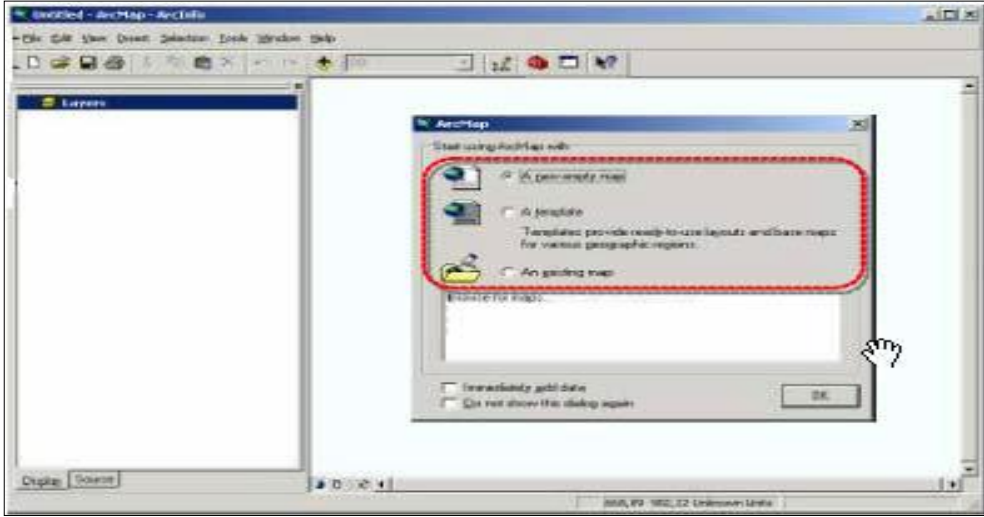 Untitled - ArcMap - ArcInfo
File Edit View Insert Selection Tools Window Help
Layers
ArcMap
Start using ArcMap with
A new empty map
A template
Templates provide ready-to-use layouts and base maps
for various geographic regions.
An existing map
Browse for maps...
Immediately add data
Do not show this dialog again
OK
Display Source
Unknown Units